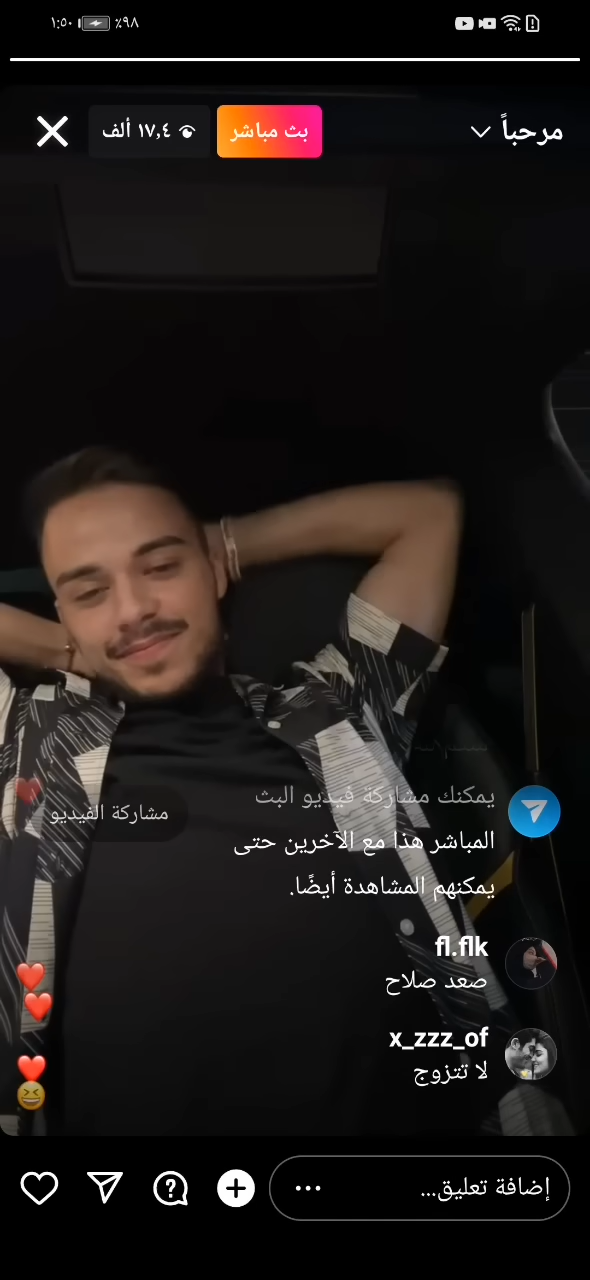 ١:٥٠ ٪٩٨
مرحباً بث مباشر ١٧,٤ ألف
يمكنك مشاركة فيديو البث
المباشر هذا مع الآخرين حتى
يمكنهم المشاهدة أيضًا.
مشاركة الفيديو
fl.flk
صعد صلاح
x_zzz_of
لا تتزوج
إضافة تعليق...